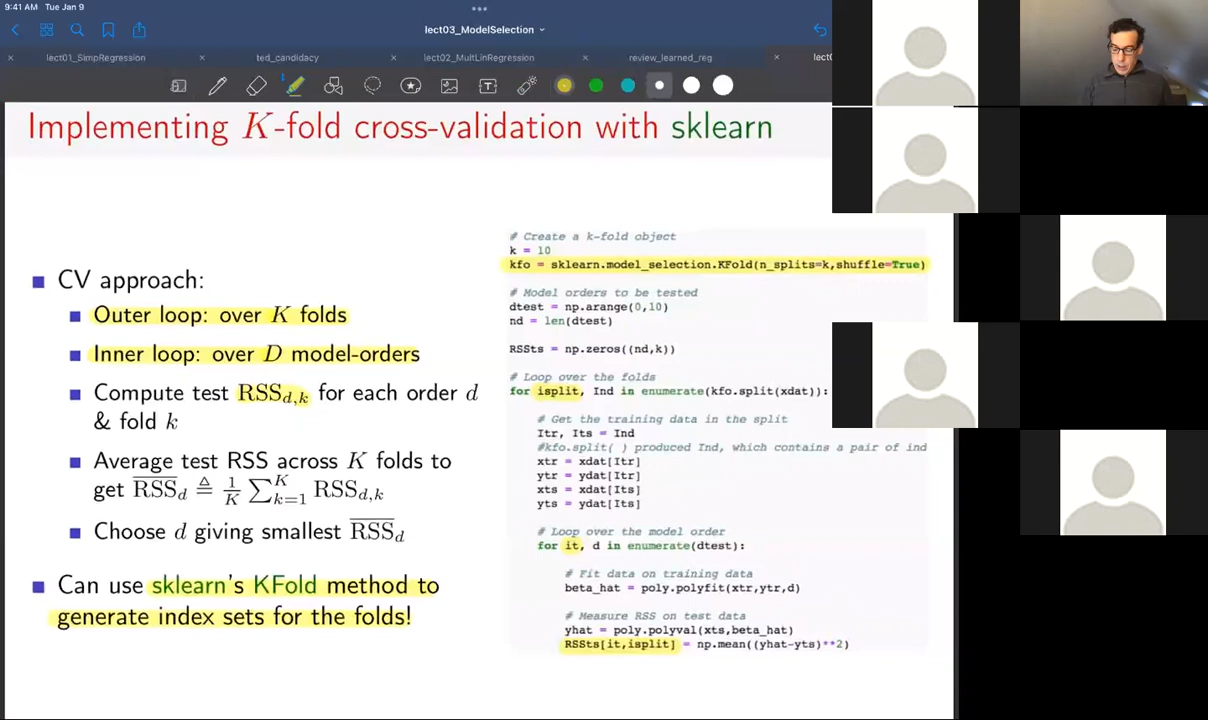 9:41 AM Tue Jan 9
lect03_ModelSelection
lect01_SimpRegression
ted_candidacy
lect02_MultLinRegression
review_learned_reg
lect0
Implementing K-fold cross-validation with sklearn
CV approach:
Outer loop: over K folds
Inner loop: over D model-orders
Compute test RSS_{d,k} for each order d
& fold k
Average test RSS across K folds to
get \overline{RSS}_d ≜ \frac{1}{K} ∑_{k=1}^{K} RSS_{d,k}
Choose d giving smallest \overline{RSS}_d
Can use sklearn's KFold method to
generate index sets for the folds!
# Create a k-fold object
k = 10
kfo = sklearn.model_selection.KFold(n_splits=k,shuffle=True)
# Model orders to be tested
dtest = np.arange(0,10)
nd = len(dtest)
RSSts = np.zeros((nd,k))
# Loop over the folds
for isplit, Ind in enumerate(kfo.split(xdat)):
# Get the training data in the split
Itr, Its = Ind
#kfo.split( ) produced Ind, which contains a pair of ind
xtr = xdat[Itr]
ytr = ydat[Itr]
xts = xdat[Its]
yts = ydat[Its]
# Loop over the model order
for it, d in enumerate(dtest):
# Fit data on training data
beta_hat = poly.polyfit(xtr,ytr,d)
# Measure RSS on test data
yhat = poly.polyval(xts,beta_hat)
RSSts[it,isplit] = np.mean((yhat-yts)**2)